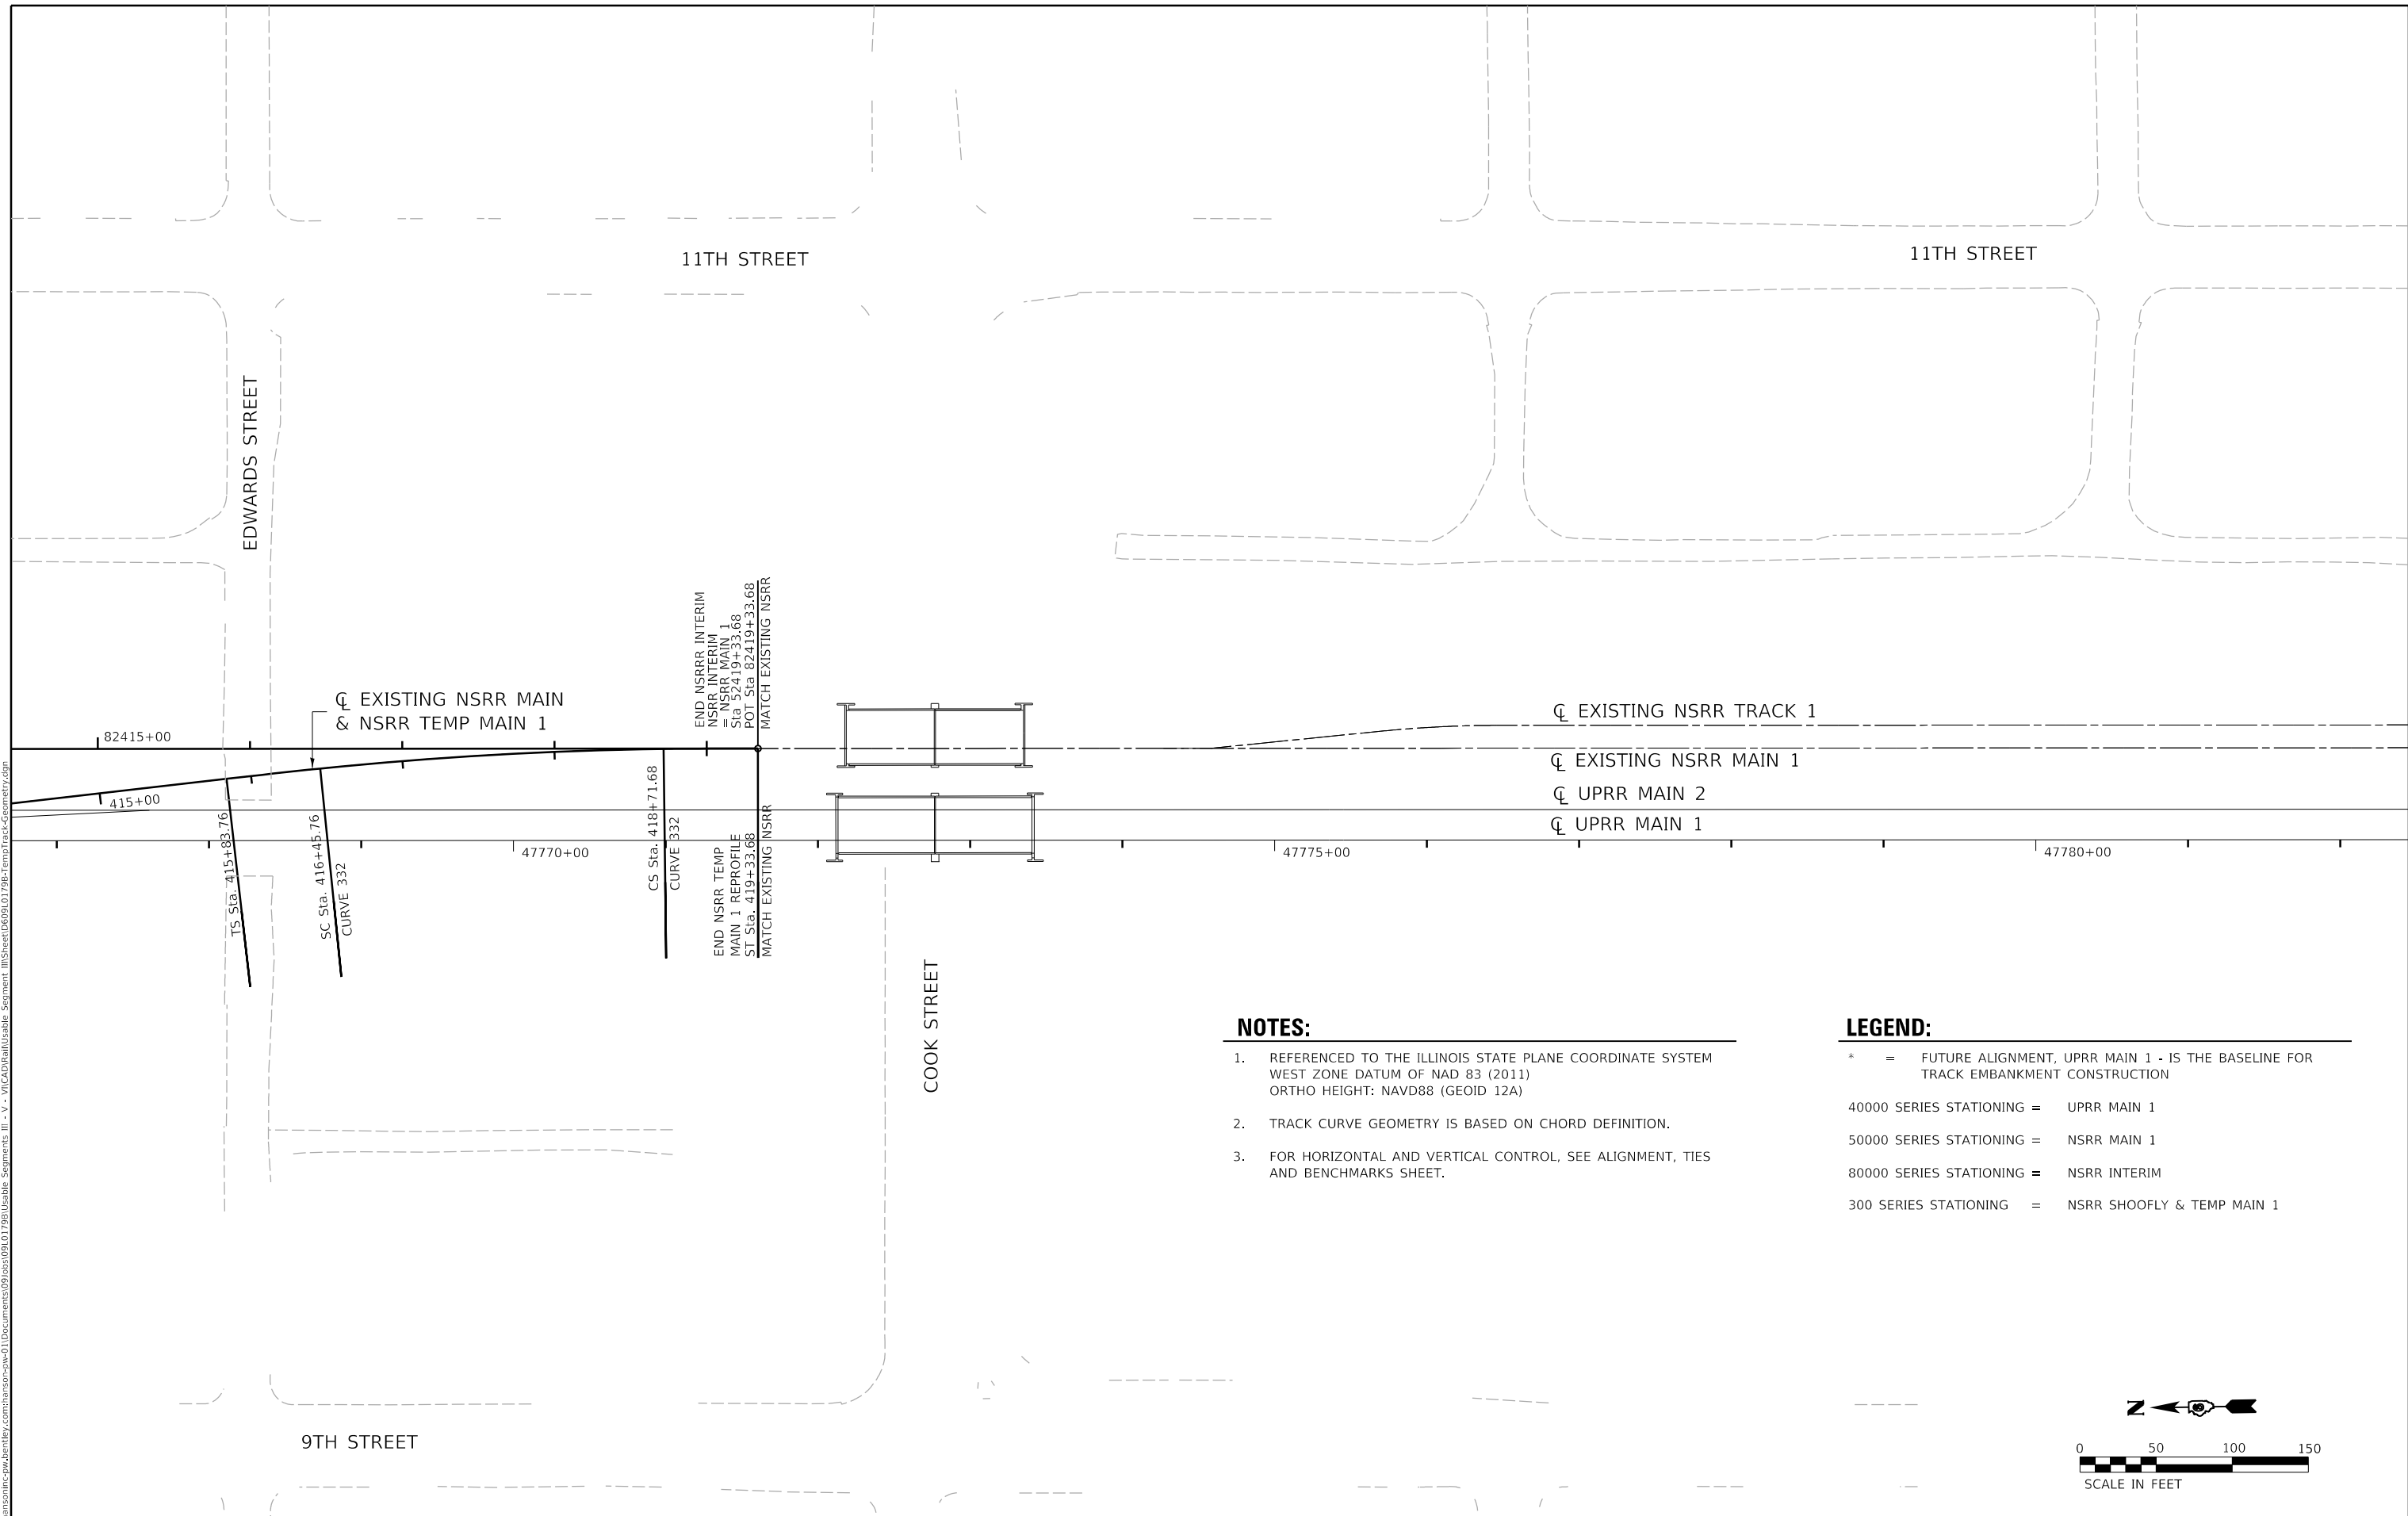 11TH STREET
11TH STREET
EDWARDS STREET
℄ EXISTING NSRR MAIN
& NSRR TEMP MAIN 1
END NSRRR INTERIM
NSRR INTERIM
= NSRR MAIN 1
Sta 52419+33.68
POT Sta 82419+33.68
MATCH EXISTING NSRR
82415+00
415+00
℄ EXISTING NSRR TRACK 1
℄ EXISTING NSRR MAIN 1
℄ UPRR MAIN 2
℄ UPRR MAIN 1
47770+00
47775+00
47780+00
TS Sta. 415+83.76
SC Sta. 416+45.76
CURVE 332
CS Sta. 418+71.68
CURVE 332
END NSRR TEMP
MAIN 1 REPROFILE
ST Sta. 419+33.68
MATCH EXISTING NSRR
COOK STREET
NOTES:
1. REFERENCED TO THE ILLINOIS STATE PLANE COORDINATE SYSTEM
WEST ZONE DATUM OF NAD 83 (2011)
ORTHO HEIGHT: NAVD88 (GEOID 12A)
2. TRACK CURVE GEOMETRY IS BASED ON CHORD DEFINITION.
3. FOR HORIZONTAL AND VERTICAL CONTROL, SEE ALIGNMENT, TIES
AND BENCHMARKS SHEET.
LEGEND:
* = FUTURE ALIGNMENT, UPRR MAIN 1 - IS THE BASELINE FOR
TRACK EMBANKMENT CONSTRUCTION
40000 SERIES STATIONING = UPRR MAIN 1
50000 SERIES STATIONING = NSRR MAIN 1
80000 SERIES STATIONING = NSRR INTERIM
300 SERIES STATIONING = NSRR SHOOFLY & TEMP MAIN 1
9TH STREET
N
0 50 100 150
SCALE IN FEET